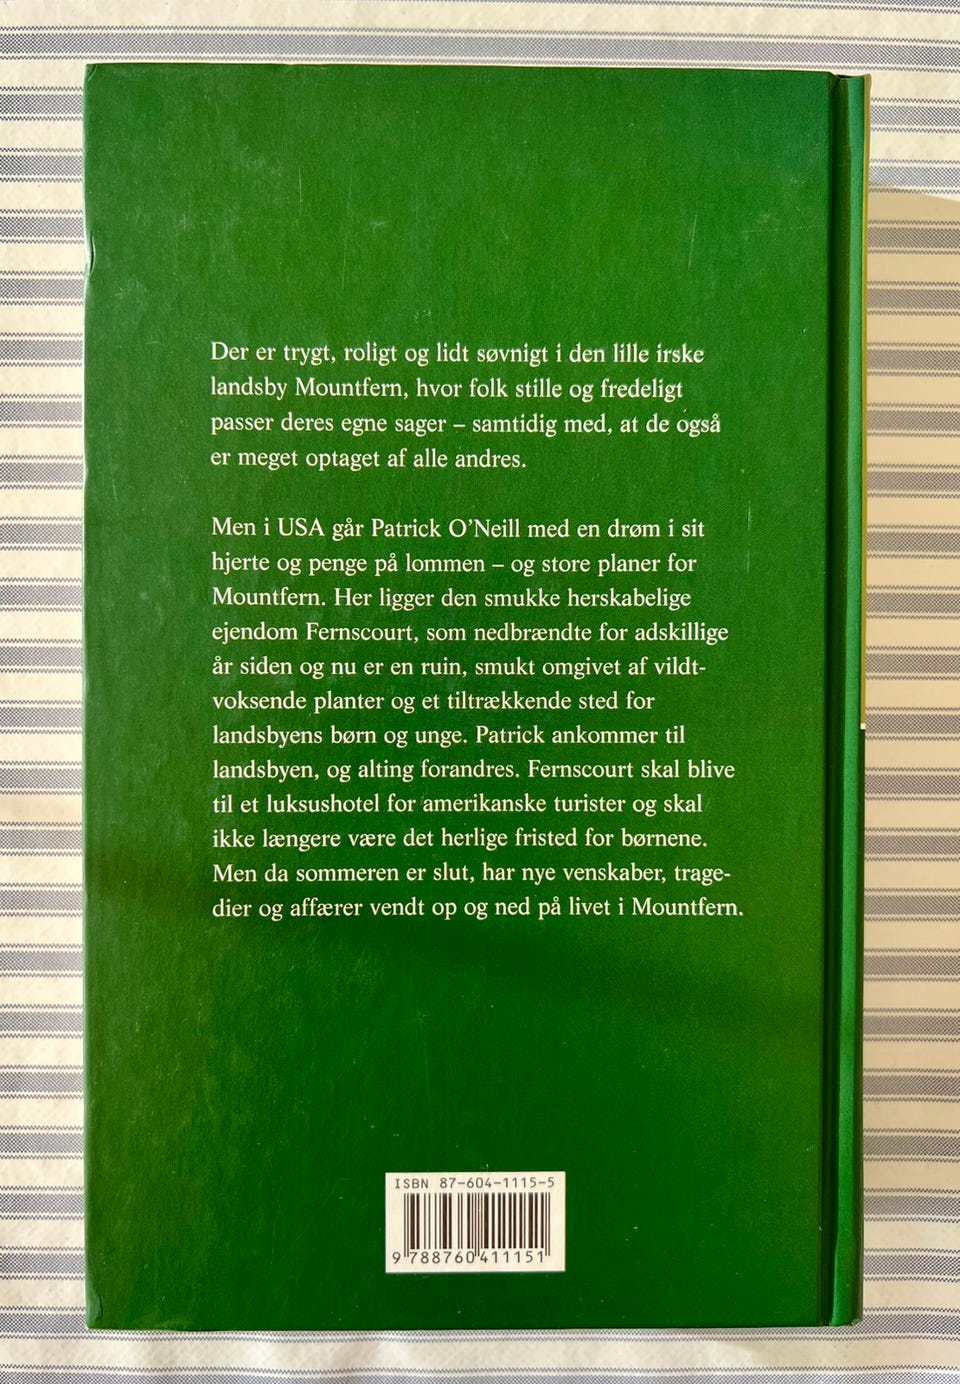 Der er trygt, roligt og lidt søvnigt i den lille irske
landsby Mountfern, hvor folk stille og fredeligt
passer deres egne sager – samtidig med, at de også
er meget optaget af alle andres.
Men i USA går Patrick O'Neill med en drøm i sit
hjerte og penge på lommen – og store planer for
Mountfern. Her ligger den smukke herskabelige
ejendom Fernscourt, som nedbrændte for adskillige
år siden og nu er en ruin, smukt omgivet af vildt-
voksende planter og et tiltrækkende sted for
landsbyens børn og unge. Patrick ankommer til
landsbyen, og alting forandres. Fernscourt skal blive
til et luksushotel for amerikanske turister og skal
ikke længere være det herlige fristed for børnene.
Men da sommeren er slut, har nye venskaber, trage-
dier og affærer vendt op og ned på livet i Mountfern.
ISBN 87-604-1115-5
9 788760 411151